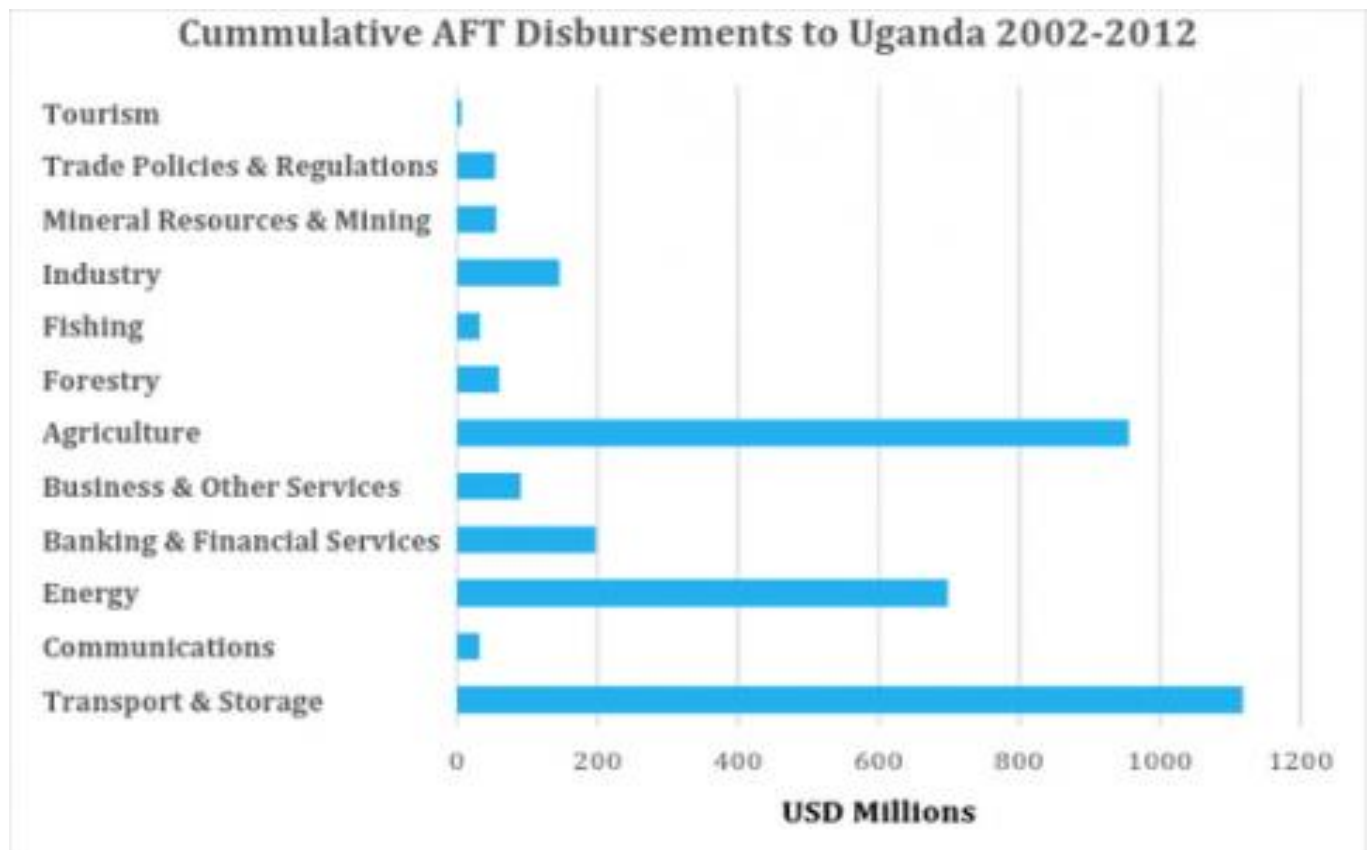 Cummulative AFT Disbursements to Uganda 2002-2012
Tourism
Trade Policies & Regulations
Mineral Resources & Mining
Industry
Fishing
Forestry
Agriculture
Business & Other Services
Banking & Financial Services
Energy
Communications
Transport & Storage
0 200 400 600 800 1000 1200
USD Millions